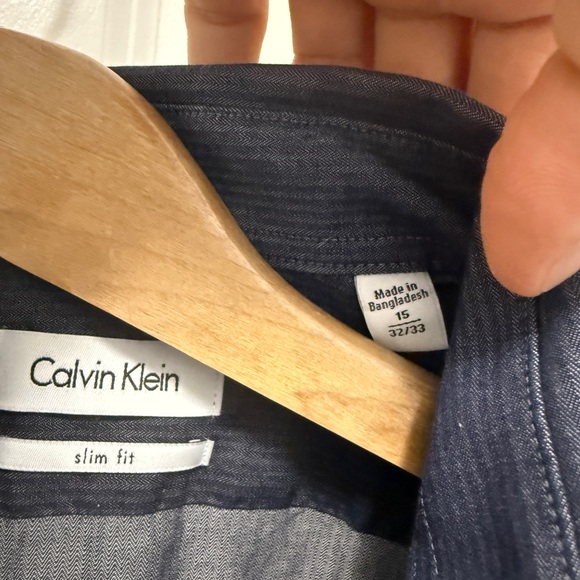 Made in
Bangladesh
15
32/33
Calvin Klein
slim fit